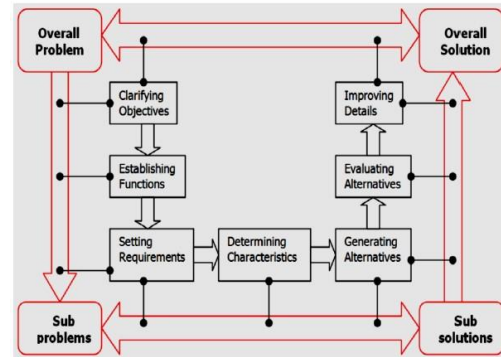 Overall
Problem
Overall
Solution
Clarifying
Objectives
Improving
Details
Establishing
Functions
Evaluating
Alternatives
Setting
Requirements
Determining
Characteristics
Generating
Alternatives
Sub
problems
Sub
solutions